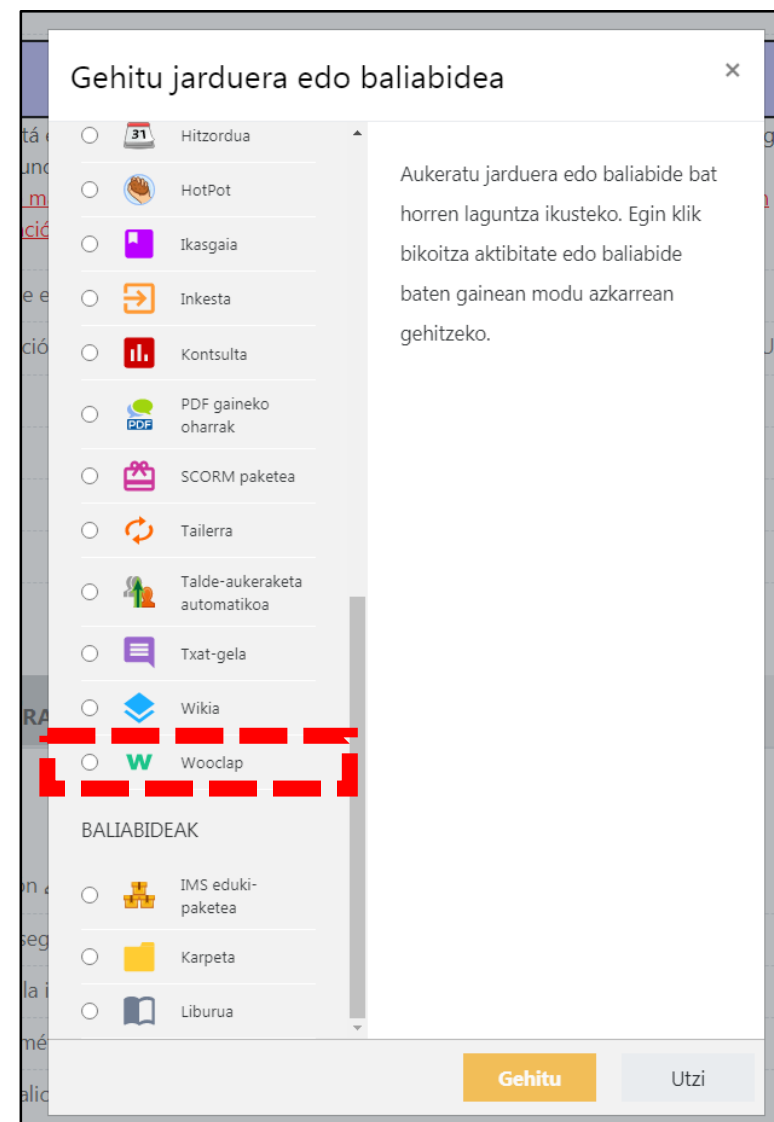 Gehitu jarduera edo baliabidea
×
31
Hitzordua
HotPot
Ikasgaia
Inkesta
Kontsulta
PDF
PDF gaineko
oharrak
SCORM paketea
Tailerra
Talde-aukeraketa
automatikoa
Txat-gela
Wikia
W
Wooclap
BALIABIDEAK
IMS eduki-
paketea
Karpeta
Liburua
Aukeratu jarduera edo baliabide bat
horren laguntza ikusteko. Egin klik
bikoitza aktibitate edo baliabide
baten gainean modu azkarrean
gehitzeko.
Gehitu
Utzi